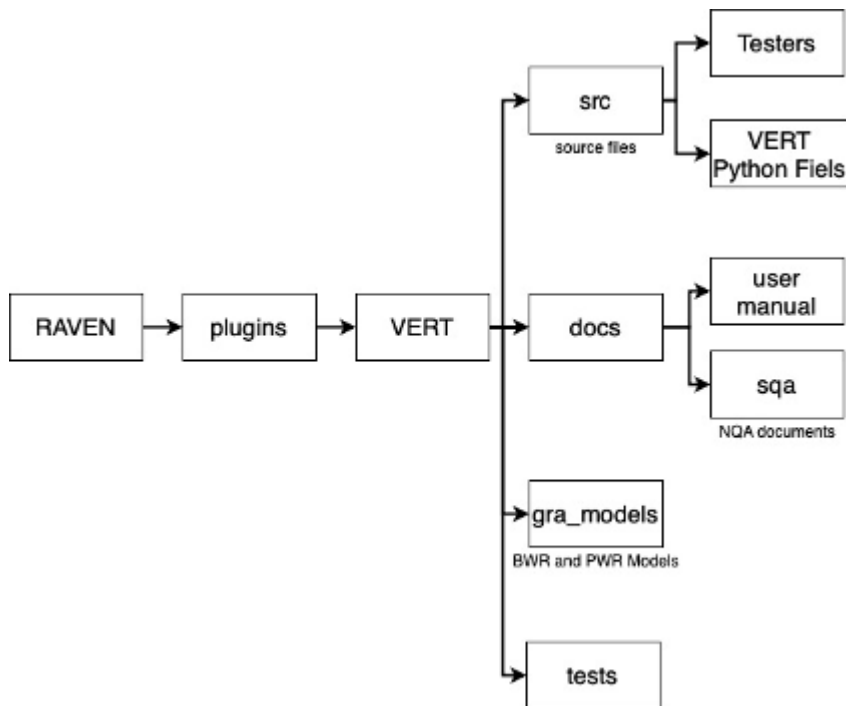 Testers
src
source files
VERT
Python Fiels
RAVEN
plugins
VERT
docs
user
manual
sqa
NQA documents
gra_models
BWR and PWR Models
tests